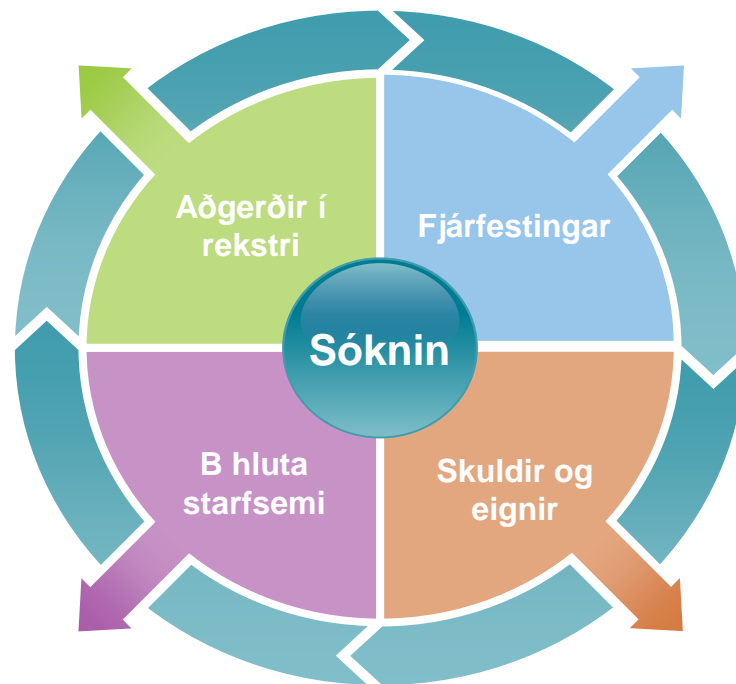 Aðgerðir í
rekstri
Fjárfestingar
Sóknin
B hluta
starfsemi
Skuldir og
eignir